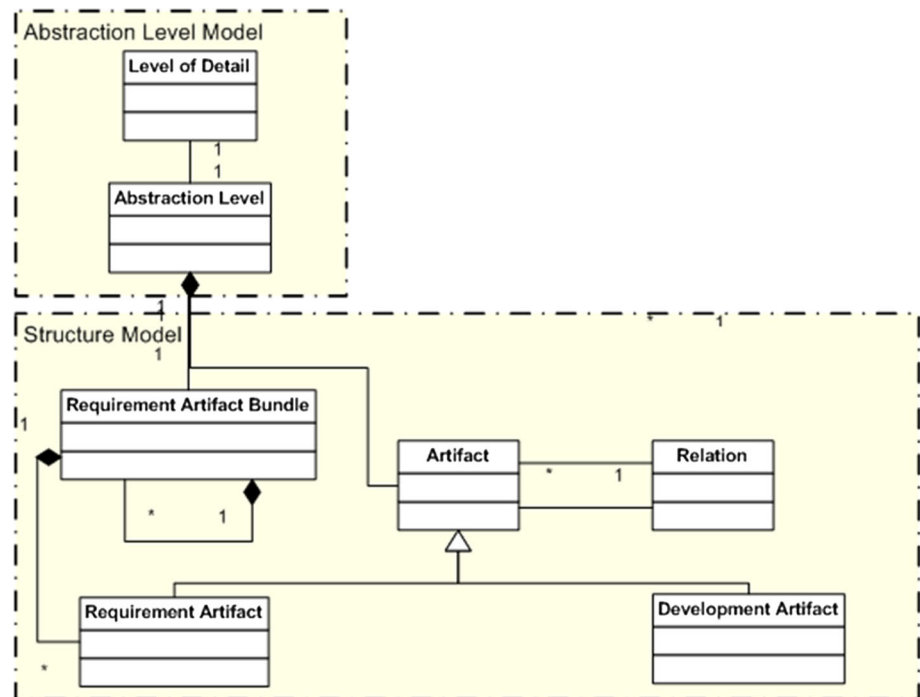 Abstraction Level Model
Level of Detail
1
1
Abstraction Level
1
* 1
Structure Model
1
Requirement Artifact Bundle
1
Artifact
Relation
* 1
* 1
Requirement Artifact
Development Artifact
*